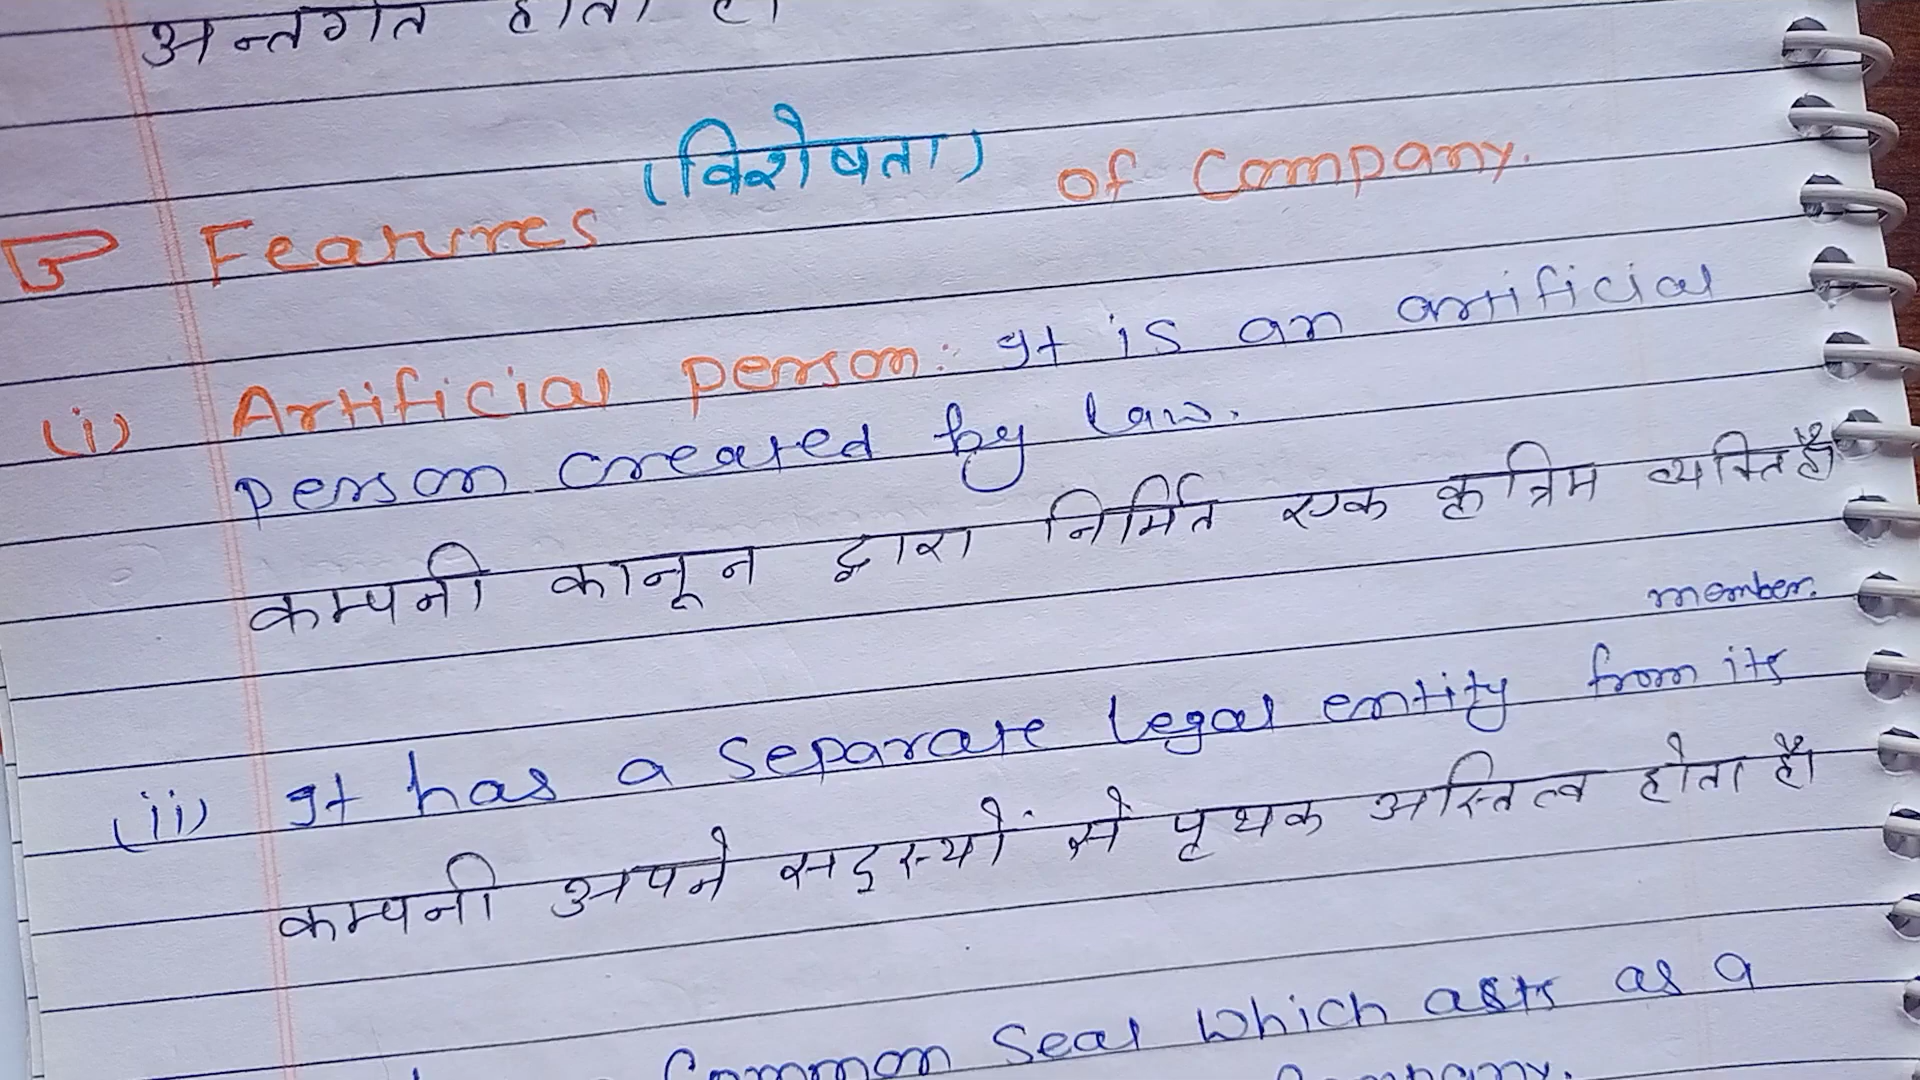 अन्तर्गत होता है।
Features (विशेषता) of Company.
(i) Artificial person: It is an artificial
person created by law.
कम्पनी कानून द्वारा निर्मित एक कृत्रिम व्यक्ति है।
member.
(ii) It has a separate legal entity from its
कम्पनी अपने सदस्यों से पृथक अस्तित्व होता है।
Common Seal which acts as a
Company.